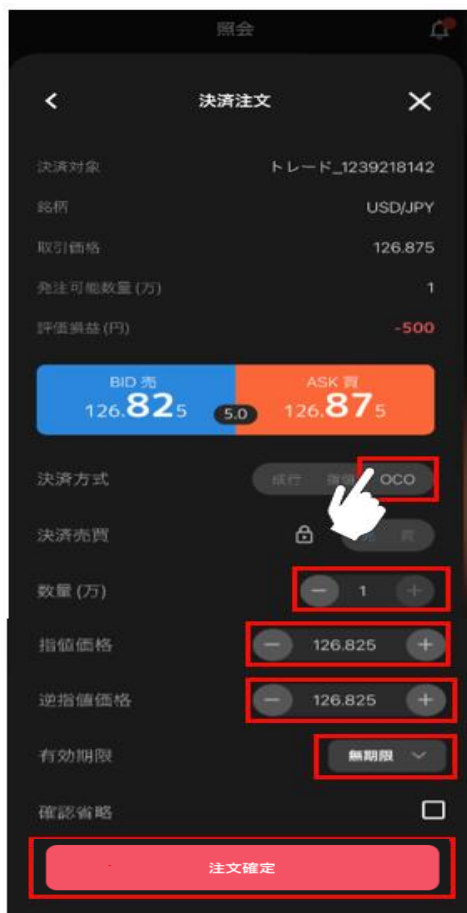 照会
決済注文
決済対象 トレード_1239218142
銘柄 USD/JPY
取引価格 126.875
発注可能数量(万) 1
評価損益(円) -500
BID 売 ASK 買
126.825 5.0 126.875
決済方式 成行 OCO
決済売買 買
数量(万) 1
指値価格 126.825
逆指値価格 126.825
有効期限 無期限
確認省略
注文確定